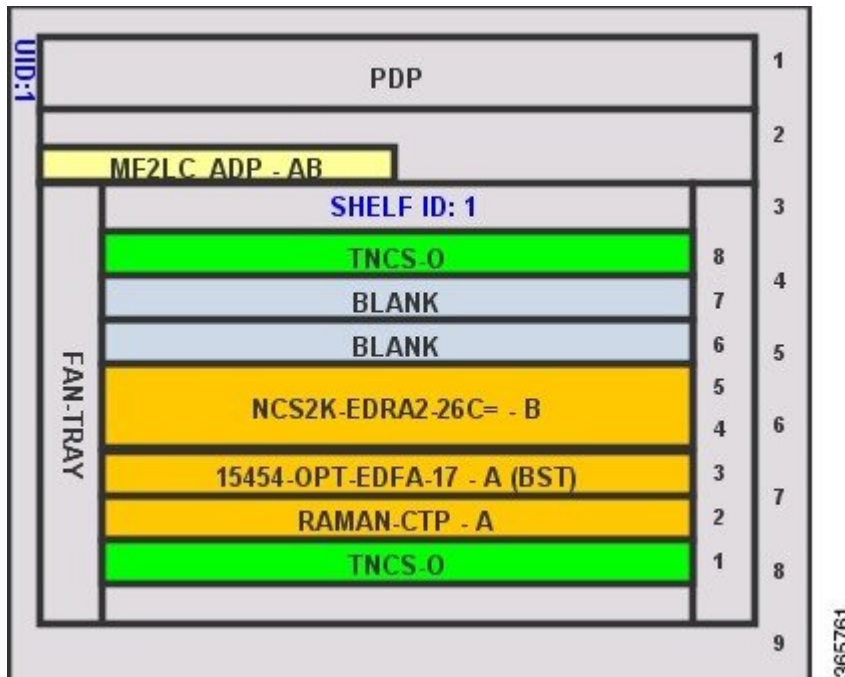 UID:1
PDP
1
2
MF2LC_ADP - AB
SHELF ID: 1
3
TNCS-O
8
4
BLANK
7
BLANK
6
5
FAN-TRAY
NCS2K-EDRA2-26C= - B
5
4
6
15454-OPT-EDFA-17 - A (BST)
3
7
RAMAN-CTP - A
2
TNCS-O
1
8
9
365761